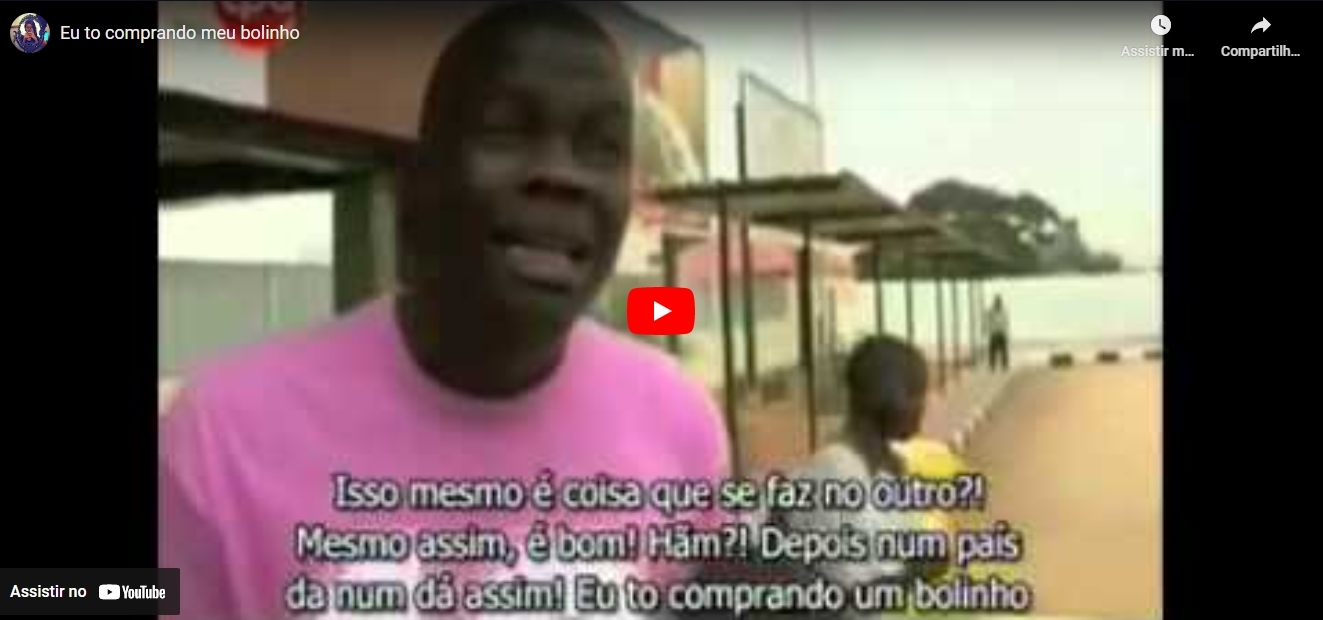 Eu to comprando meu bolinho
Assistir m...
Compartilh...
Isso mesmo é coisa que se faz no outro?!
Mesmo assim, é bom! Hãm?! Depois num país
da num dá assim! Eu to comprando um bolinho
Assistir no YouTube